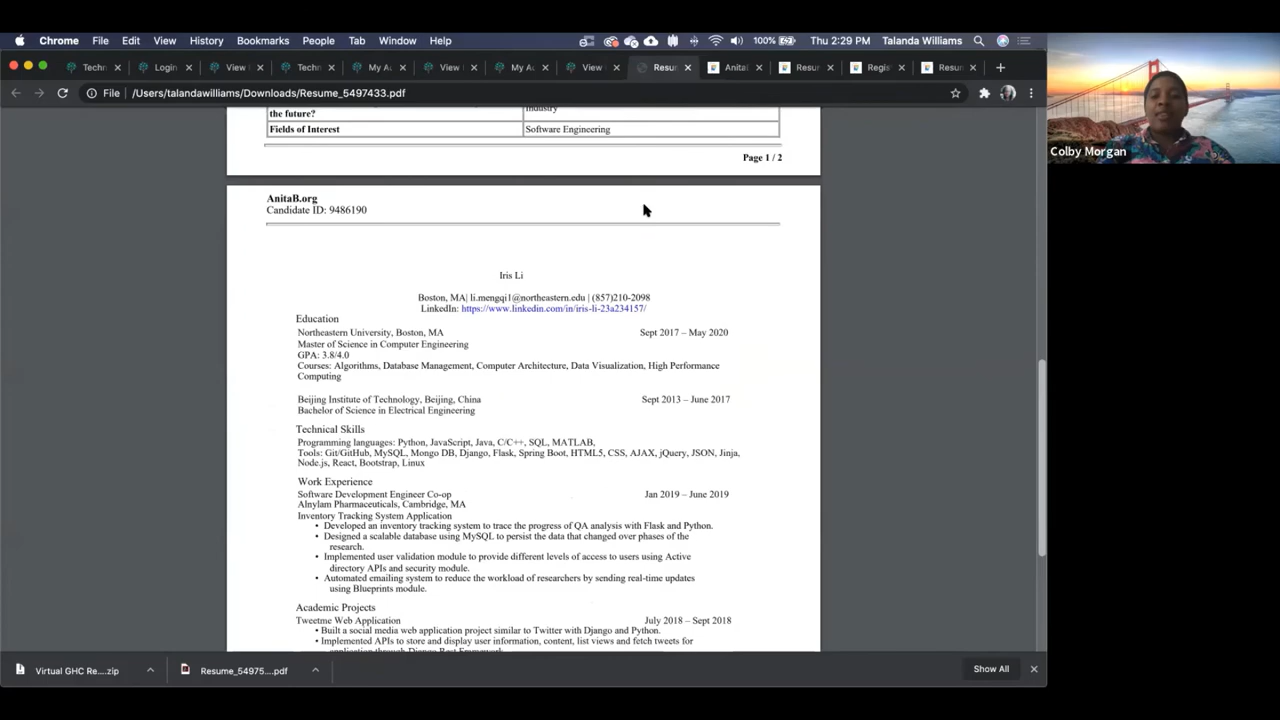 Chrome File Edit View History Bookmarks People Tab Window Help 100% Thu 2:29 PM Talanda Williams
Techn Login View Techn My Ac View My Ac View Resu Anital Resu Regis Resu
File /Users/talandawilliams/Downloads/Resume_5497433.pdf
Colby Morgan
the future? Industry
Fields of Interest Software Engineering
Page 1 / 2
AnitaB.org
Candidate ID: 9486190
Iris Li
Boston, MA| li.mengqi1@northeastern.edu | (857)210-2098
LinkedIn: https://www.linkedin.com/in/iris-li-23a234157/
Education
Northeastern University, Boston, MA Sept 2017 – May 2020
Master of Science in Computer Engineering
GPA: 3.8/4.0
Courses: Algorithms, Database Management, Computer Architecture, Data Visualization, High Performance
Computing
Beijing Institute of Technology, Beijing, China Sept 2013 – June 2017
Bachelor of Science in Electrical Engineering
Technical Skills
Programming languages: Python, JavaScript, Java, C/C++, SQL, MATLAB,
Tools: Git/GitHub, MySQL, Mongo DB, Django, Flask, Spring Boot, HTML5, CSS, AJAX, jQuery, JSON, Jinja,
Node.js, React, Bootstrap, Linux
Work Experience
Software Development Engineer Co-op Jan 2019 – June 2019
Alnylam Pharmaceuticals, Cambridge, MA
Inventory Tracking System Application
• Developed an inventory tracking system to trace the progress of QA analysis with Flask and Python.
• Designed a scalable database using MySQL to persist the data that changed over phases of the
research.
• Implemented user validation module to provide different levels of access to users using Active
directory APIs and security module.
• Automated emailing system to reduce the workload of researchers by sending real-time updates
using Blueprints module.
Academic Projects
Tweetme Web Application July 2018 – Sept 2018
• Built a social media web application project similar to Twitter with Django and Python.
• Implemented APIs to store and display user information, content, list views and fetch tweets for
application through Django Rest Framework
Virtual GHC Re....zip Resume_54975....pdf Show All